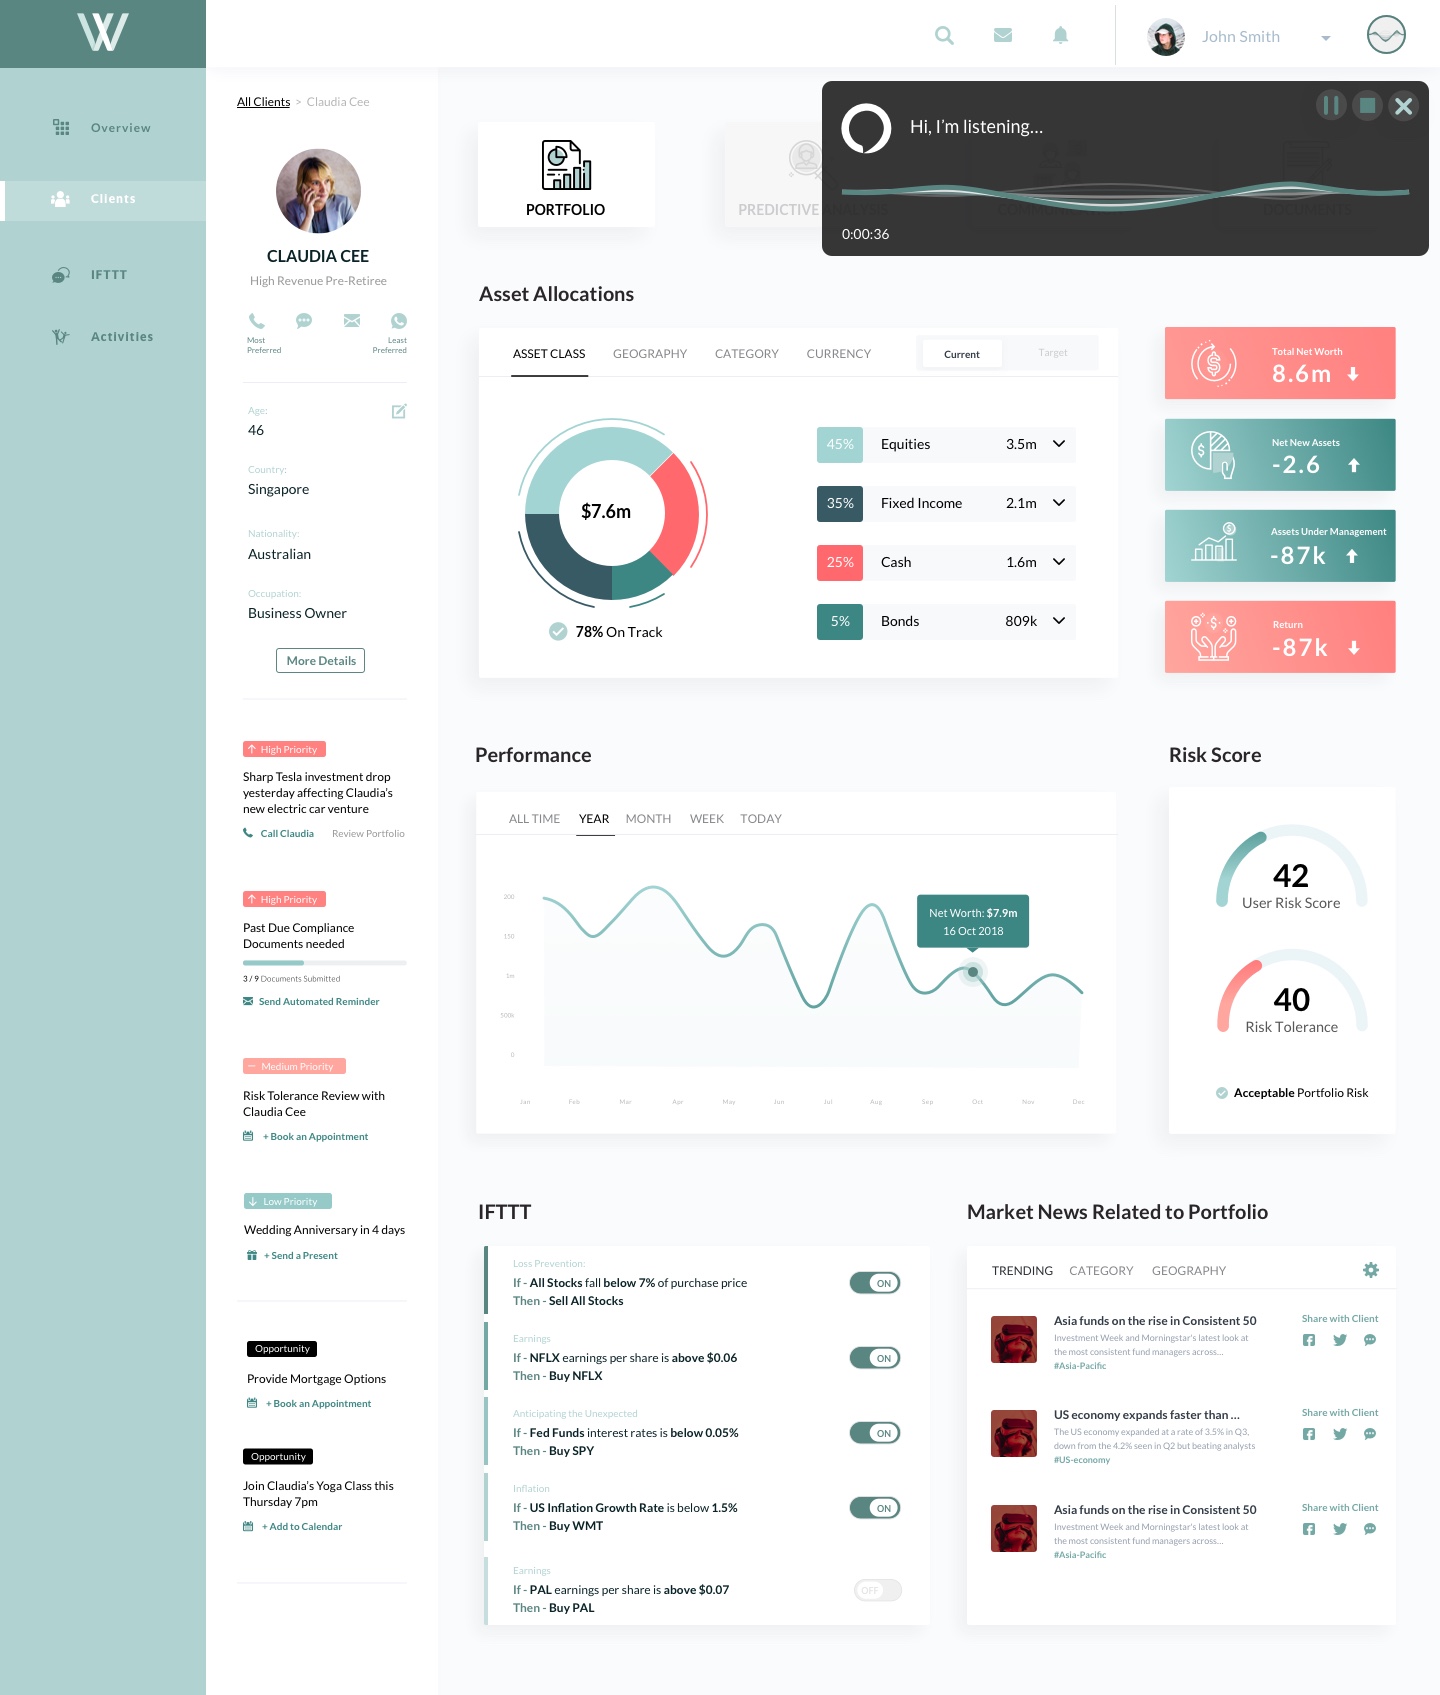 W
John Smith
Overview
Clients
IFTTT
Activities
All Clients > Claudia Cee
CLAUDIA CEE
High Revenue Pre-Retiree
Most Preferred
Least Preferred
Age:
46
Country:
Singapore
Nationality:
Australian
Occupation:
Business Owner
More Details
High Priority
Sharp Tesla investment drop
yesterday affecting Claudia's
new electric car venture
Call Claudia Review Portfolio
High Priority
Past Due Compliance
Documents needed
3 / 9 Documents Submitted
Send Automated Reminder
Medium Priority
Risk Tolerance Review with
Claudia Cee
+ Book an Appointment
Low Priority
Wedding Anniversary in 4 days
+ Send a Present
Opportunity
Provide Mortgage Options
+ Book an Appointment
Opportunity
Join Claudia's Yoga Class this
Thursday 7pm
+ Add to Calendar
PORTFOLIO
PREDICTIVE ANALYSIS
DOCUMENTS
Hi, I'm listening...
0:00:36
Asset Allocations
ASSET CLASS GEOGRAPHY CATEGORY CURRENCY Current Target
$7.6m
78% On Track
45% Equities 3.5m
35% Fixed Income 2.1m
25% Cash 1.6m
5% Bonds 809k
Total Net Worth
8.6m
Net New Assets
-2.6
Assets Under Management
-87k
Return
-87k
Performance
ALL TIME YEAR MONTH WEEK TODAY
200
150
1m
500k
0
Net Worth: $7.9m
16 Oct 2018
Jan Feb Mar Apr May Jun Jul Aug Sep Oct Nov Dec
Risk Score
42
User Risk Score
40
Risk Tolerance
Acceptable Portfolio Risk
IFTTT
Loss Prevention:
If - All Stocks fall below 7% of purchase price
Then - Sell All Stocks
ON
Earnings
If - NFLX earnings per share is above $0.06
Then - Buy NFLX
ON
Anticipating the Unexpected
If - Fed Funds interest rates is below 0.05%
Then - Buy SPY
ON
Inflation
If - US Inflation Growth Rate is below 1.5%
Then - Buy WMT
ON
Earnings
If - PAL earnings per share is above $0.07
Then - Buy PAL
OFF
Market News Related to Portfolio
TRENDING CATEGORY GEOGRAPHY
Asia funds on the rise in Consistent 50
Investment Week and Morningstar's latest look at
the most consistent fund managers across...
#Asia-Pacific
Share with Client
US economy expands faster than ...
The US economy expanded at a rate of 3.5% in Q3,
down from the 4.2% seen in Q2 but beating analysts
#US-economy
Share with Client
Asia funds on the rise in Consistent 50
Investment Week and Morningstar's latest look at
the most consistent fund managers across...
#Asia-Pacific
Share with Client